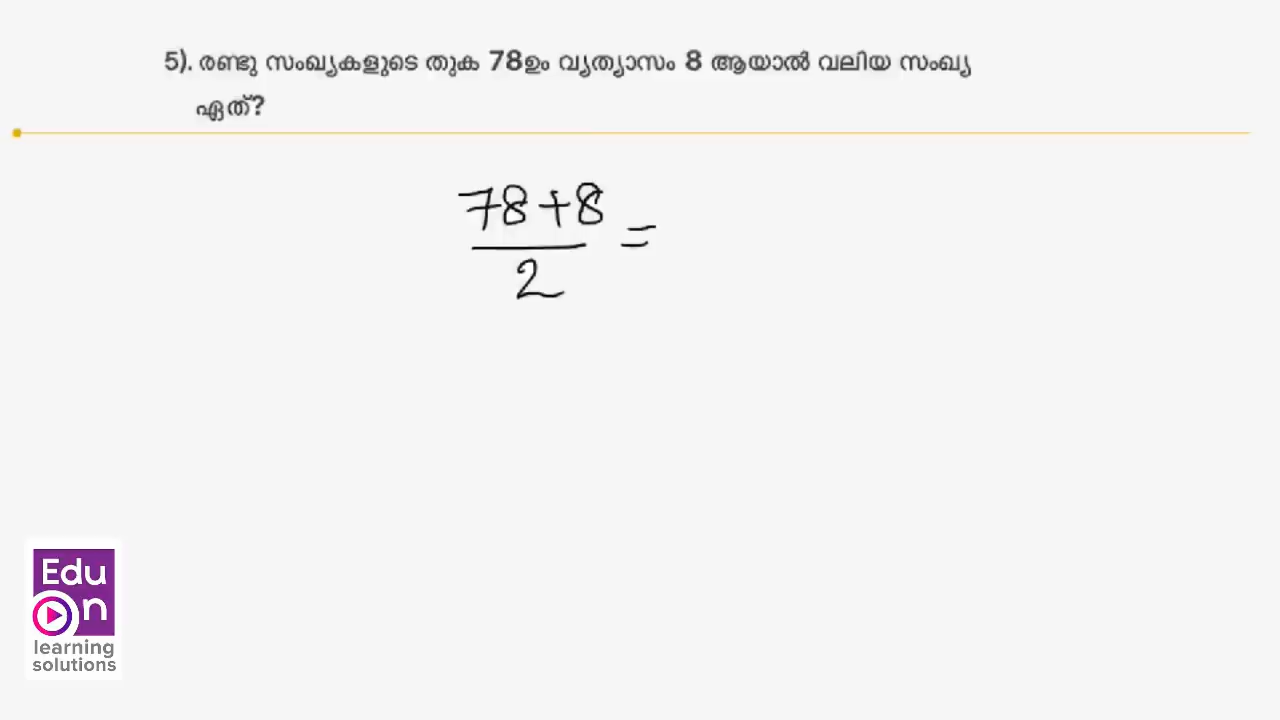 5). രണ്ടു സംഖ്യകളുടെ തുക 78ഉം വ്യത്യാസം 8 ആയാൽ വലിയ സംഖ്യ
ഏത്?
78+8
2
=
Edu
On
learning
solutions